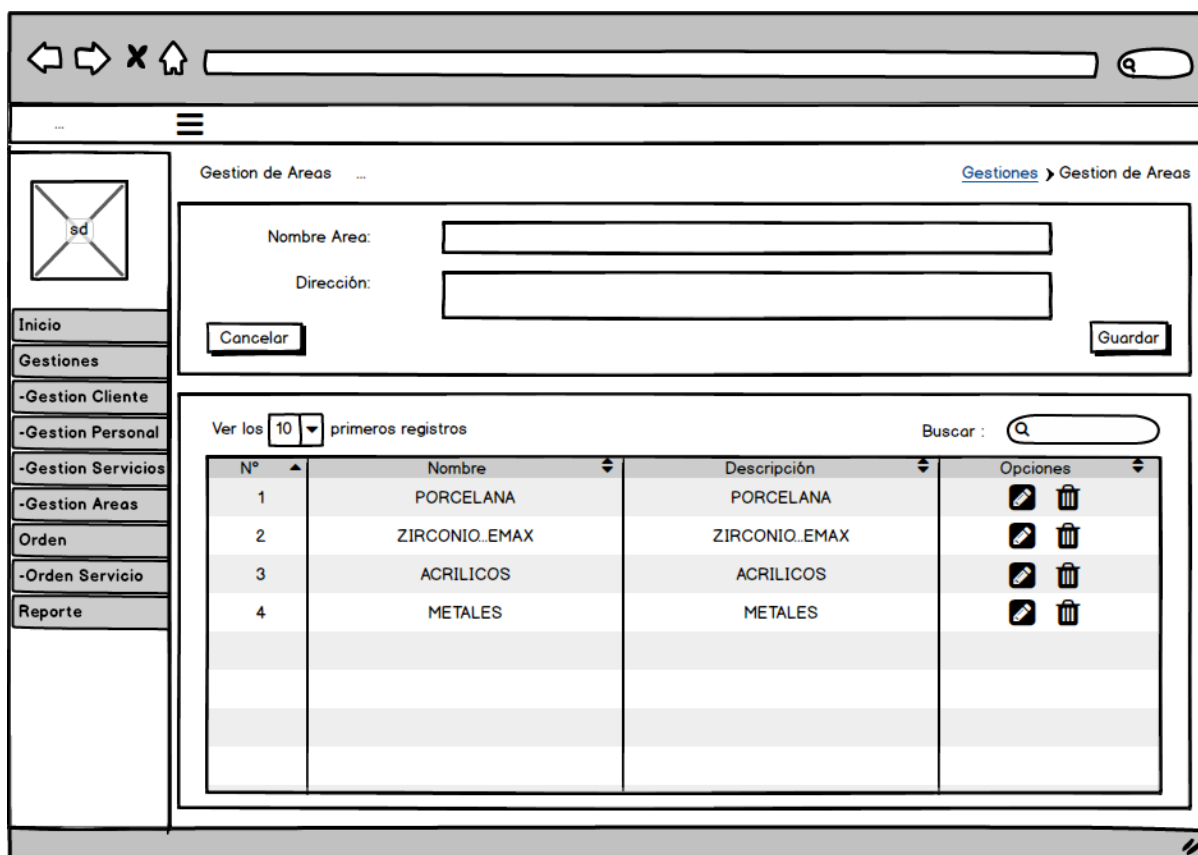 ...
Gestion de Areas ...
Gestiones > Gestion de Areas
sd
Inicio
Gestiones
-Gestion Cliente
-Gestion Personal
-Gestion Servicios
-Gestion Areas
Orden
-Orden Servicio
Reporte
Nombre Area:
Dirección:
Cancelar
Guardar
Ver los 10 primeros registros
Buscar :
N° Nombre Descripción Opciones
1 PORCELANA PORCELANA
2 ZIRCONIO...EMAX ZIRCONIO...EMAX
3 ACRILICOS ACRILICOS
4 METALES METALES